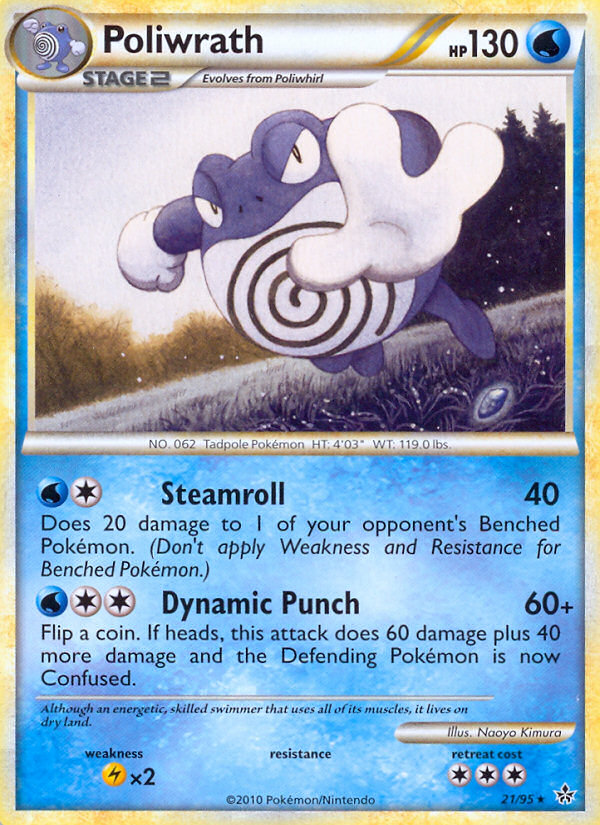 Poliwrath
HP 130
STAGE 2
Evolves from Poliwhirl
NO. 062 Tadpole Pokémon HT: 4'03" WT: 119.0 lbs.
Steamroll 40
Does 20 damage to 1 of your opponent's Benched
Pokémon. (Don't apply Weakness and Resistance for
Benched Pokémon.)
Dynamic Punch 60+
Flip a coin. If heads, this attack does 60 damage plus 40
more damage and the Defending Pokémon is now
Confused.
Although an energetic, skilled swimmer that uses all of its muscles, it lives on
dry land.
Illus. Naoyo Kimura
weakness resistance retreat cost
×2
©2010 Pokémon/Nintendo 21/95 ★